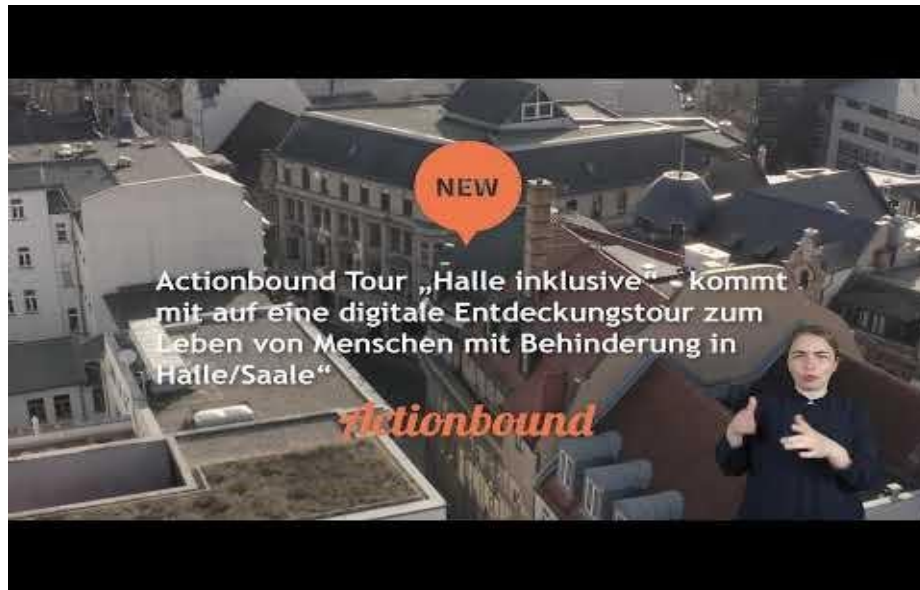 NEW
Actionbound Tour „Halle inklusive“ - kommt
mit auf eine digitale Entdeckungstour zum
Leben von Menschen mit Behinderung in
Halle/Saale“
Actionbound